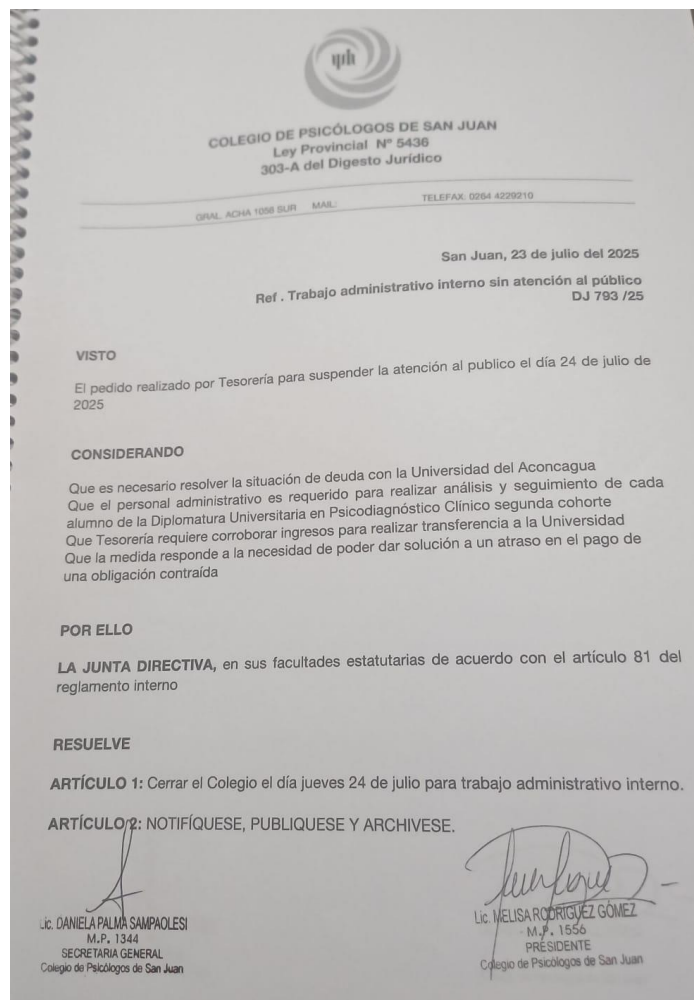 COLEGIO DE PSICÓLOGOS DE SAN JUAN
Ley Provincial Nº 5436
303-A del Digesto Jurídico
GRAL. ACHA 1056 SUR MAIL: TELEFAX: 0264 4229210
San Juan, 23 de julio del 2025
Ref . Trabajo administrativo interno sin atención al público
DJ 793 /25
VISTO
El pedido realizado por Tesorería para suspender la atención al publico el día 24 de julio de
2025
CONSIDERANDO
Que es necesario resolver la situación de deuda con la Universidad del Aconcagua
Que el personal administrativo es requerido para realizar análisis y seguimiento de cada
alumno de la Diplomatura Universitaria en Psicodiagnóstico Clínico segunda cohorte
Que Tesorería requiere corroborar ingresos para realizar transferencia a la Universidad
Que la medida responde a la necesidad de poder dar solución a un atraso en el pago de
una obligación contraída
POR ELLO
LA JUNTA DIRECTIVA, en sus facultades estatutarias de acuerdo con el artículo 81 del
reglamento interno
RESUELVE
ARTÍCULO 1: Cerrar el Colegio el día jueves 24 de julio para trabajo administrativo interno.
ARTÍCULO 2: NOTIFÍQUESE, PUBLIQUESE Y ARCHIVESE.
Lic. DANIELA PALMA SAMPAOLESI
M.P. 1344
SECRETARIA GENERAL
Colegio de Psicólogos de San Juan
Lic. MELISA RODRIGUEZ GÓMEZ
M.P. 1556
PRESIDENTE
Colegio de Psicólogos de San Juan